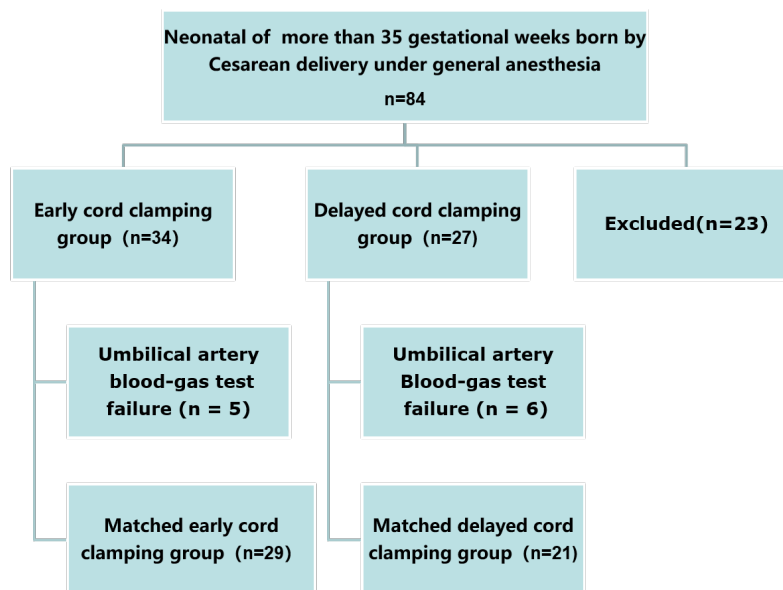 Neonatal of more than 35 gestational weeks born by
Cesarean delivery under general anesthesia
n=84
Early cord clamping
group (n=34)
Delayed cord clamping
group (n=27)
Excluded(n=23)
Umbilical artery
blood-gas test
failure (n = 5)
Umbilical artery
Blood-gas test
failure (n = 6)
Matched early cord
clamping group (n=29)
Matched delayed cord
clamping group (n=21)